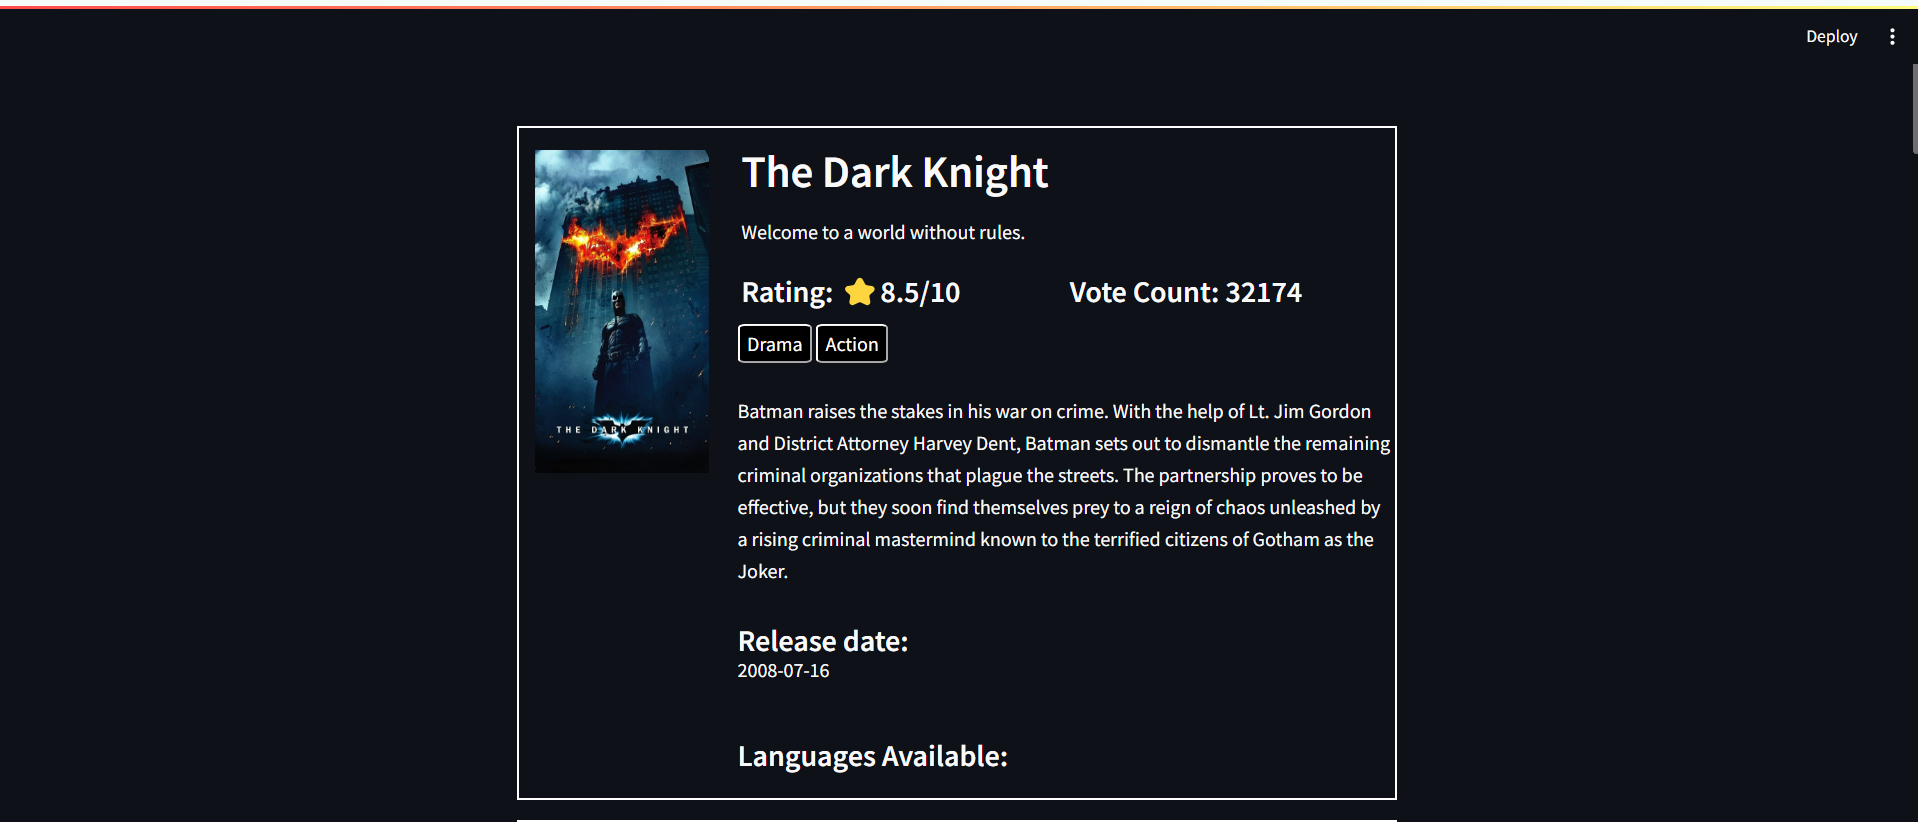 Deploy
The Dark Knight
Welcome to a world without rules.
Rating: 8.5/10
Vote Count: 32174
Drama
Action
Batman raises the stakes in his war on crime. With the help of Lt. Jim Gordon
and District Attorney Harvey Dent, Batman sets out to dismantle the remaining
criminal organizations that plague the streets. The partnership proves to be
effective, but they soon find themselves prey to a reign of chaos unleashed by
a rising criminal mastermind known to the terrified citizens of Gotham as the
Joker.
Release date:
2008-07-16
Languages Available:
THE DARK KNIGHT